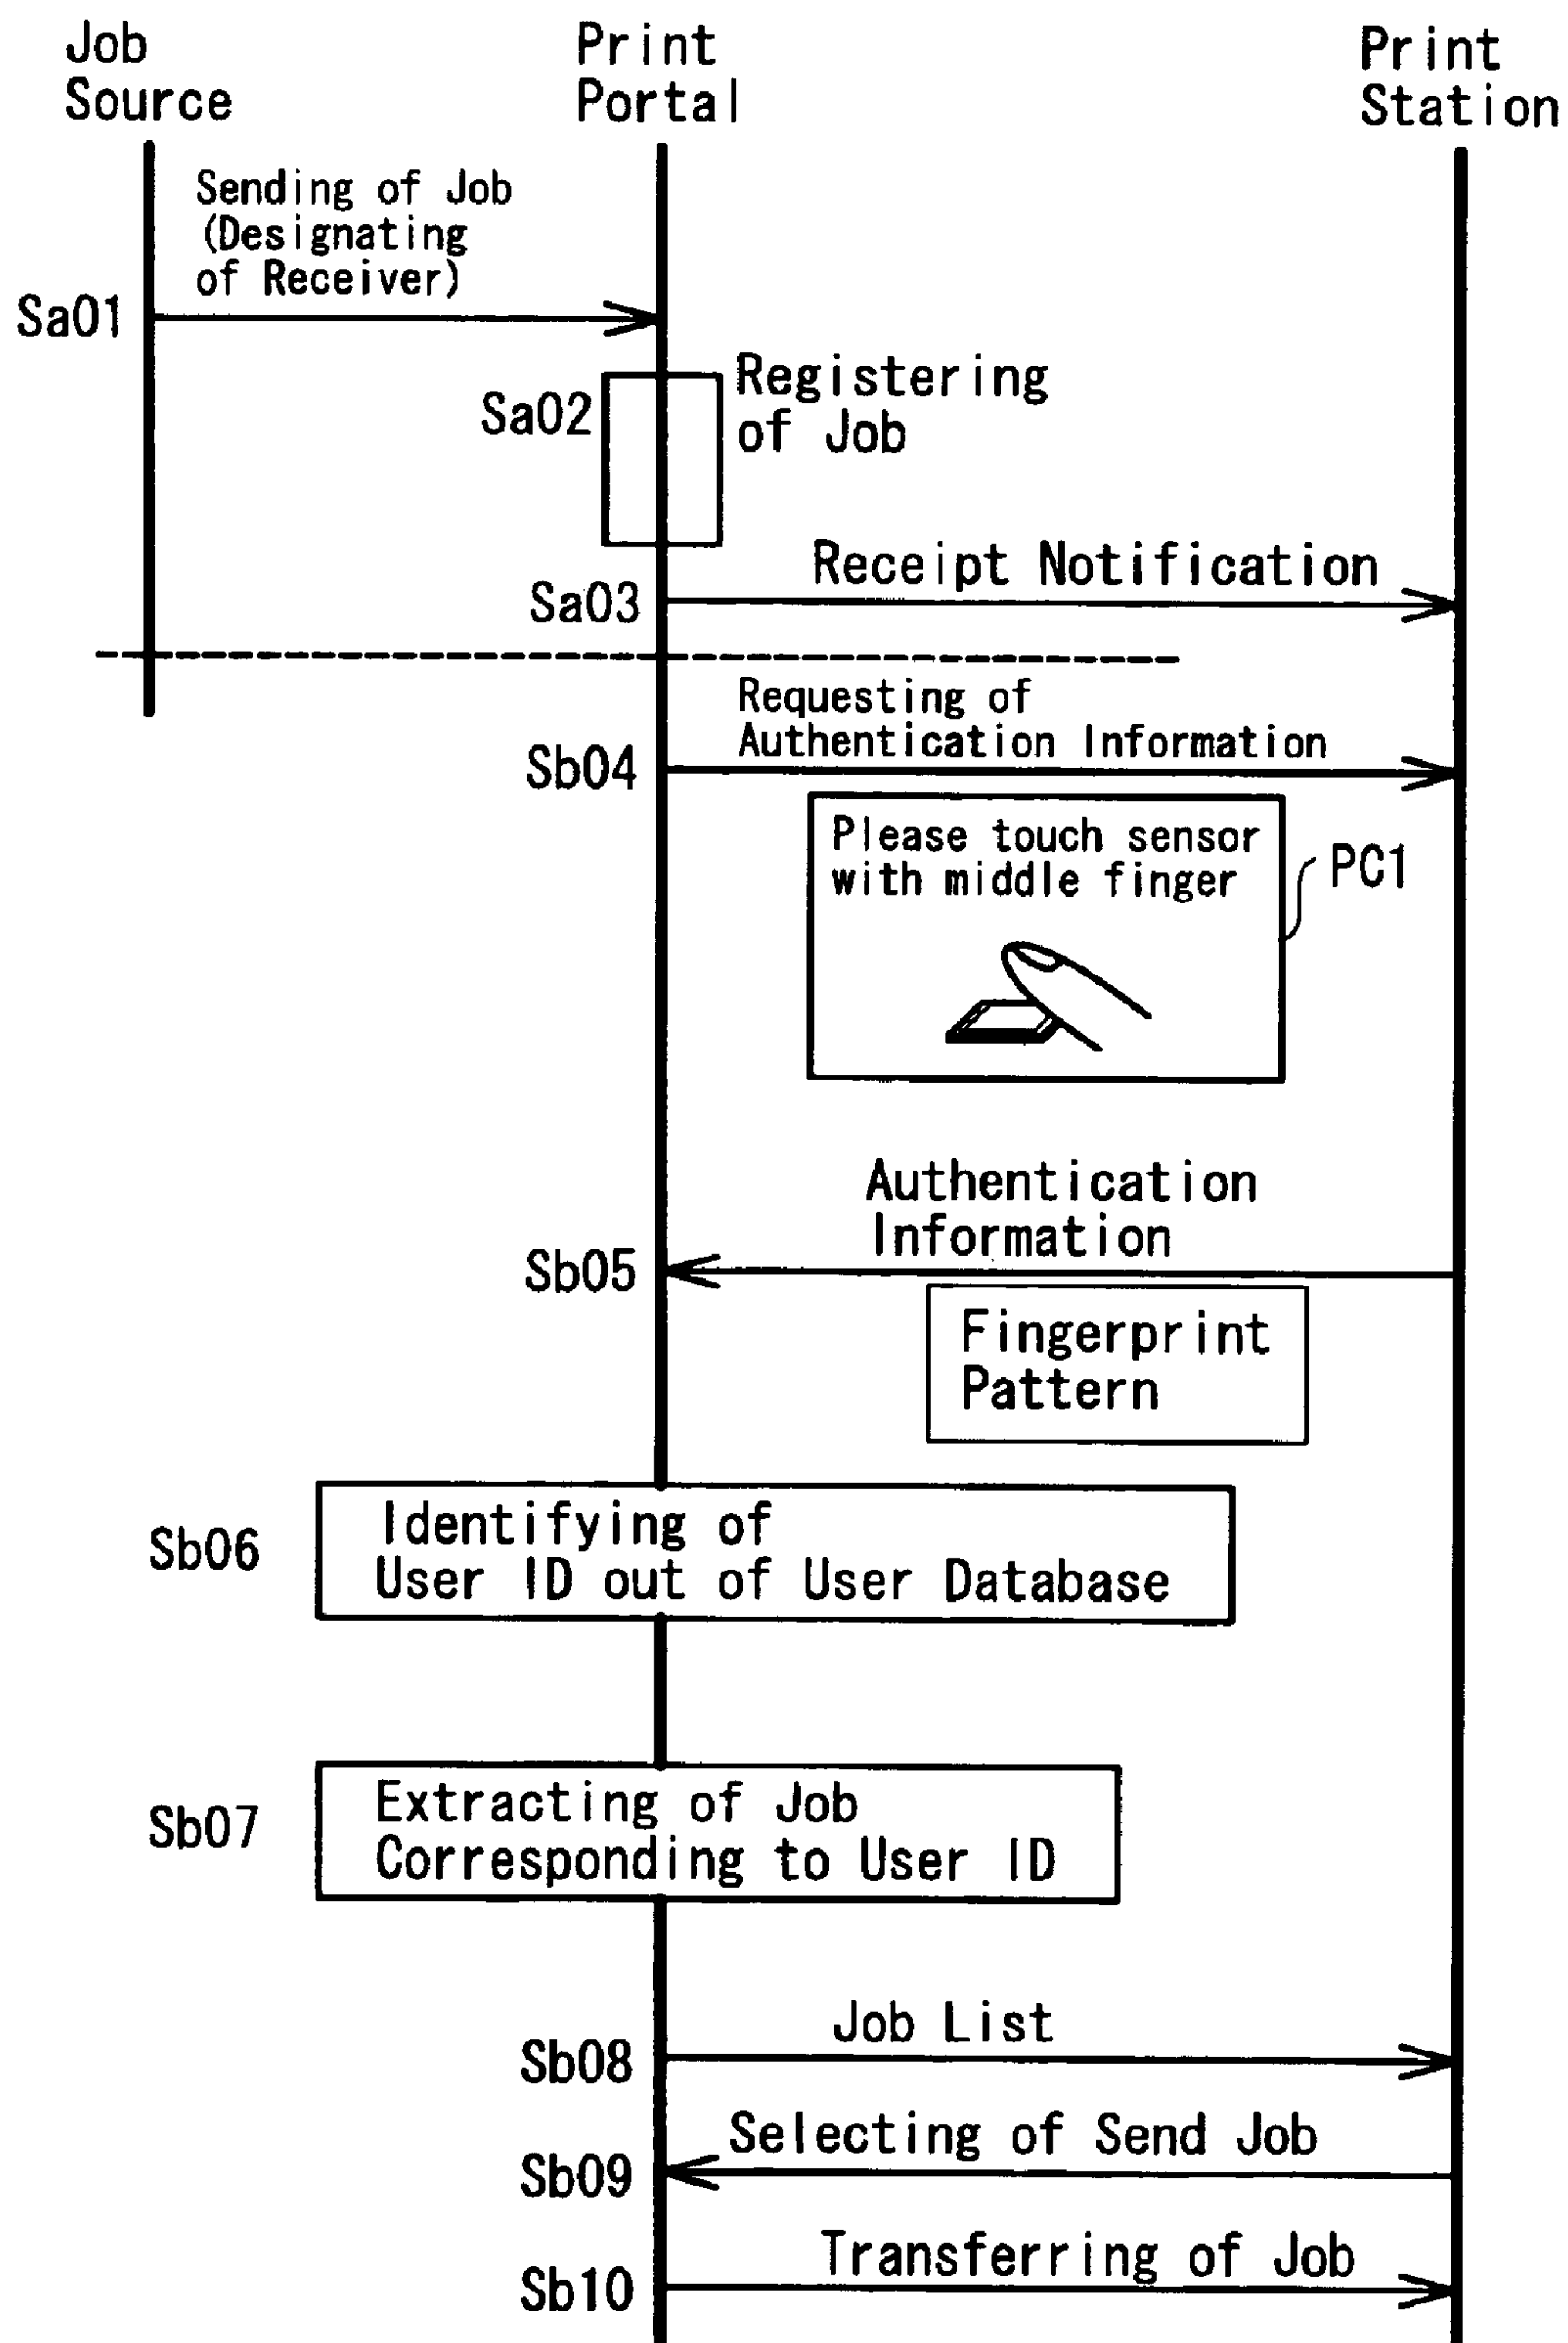 Job
Source
Print
Portal
Print
Station
Sending of Job
(Designating
of Receiver)
Sa01
Registering
of Job
Sa02
Receipt Notification
Sa03
Requesting of
Authentication Information
Sb04
Please touch sensor
with middle finger
PC1
Authentication
Information
Sb05
Fingerprint
Pattern
Identifying of
User ID out of User Database
Sb06
Extracting of Job
Corresponding to User ID
Sb07
Job List
Sb08
Selecting of Send Job
Sb09
Transferring of Job
Sb10